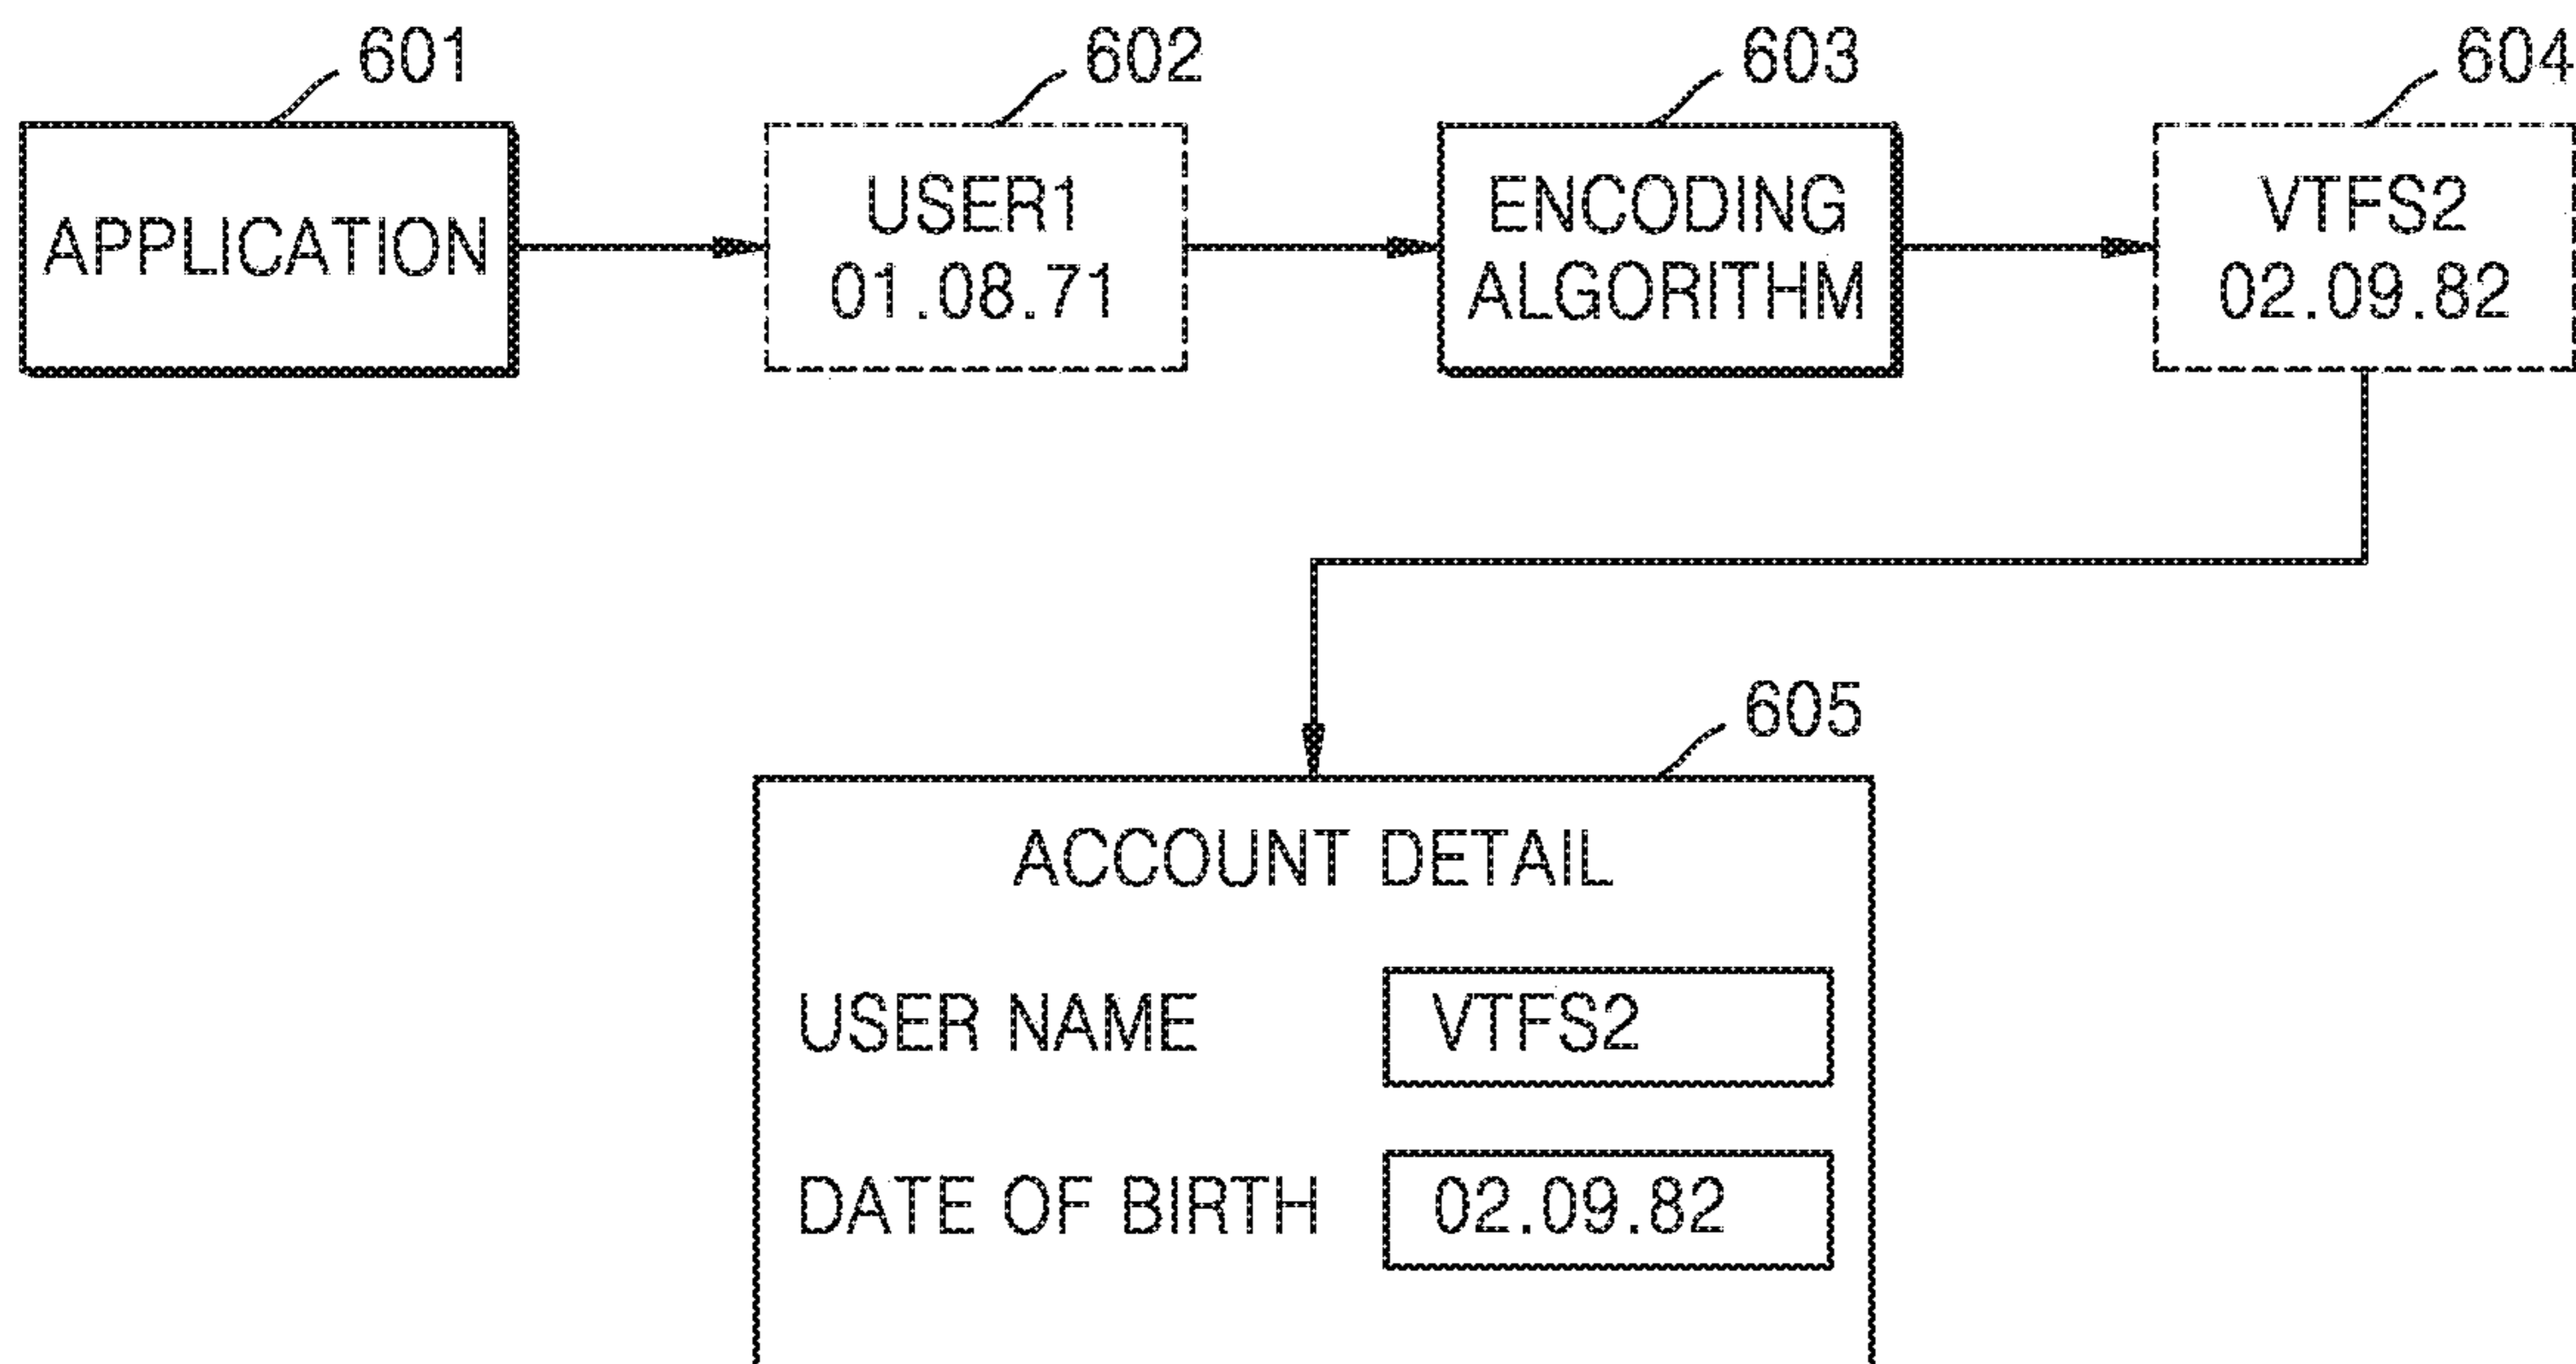 601
602
603
604
APPLICATION
USER1
01.08.71
ENCODING
ALGORITHM
VTFS2
02.09.82
605
ACCOUNT DETAIL
USER NAME VTFS2
DATE OF BIRTH 02.09.82